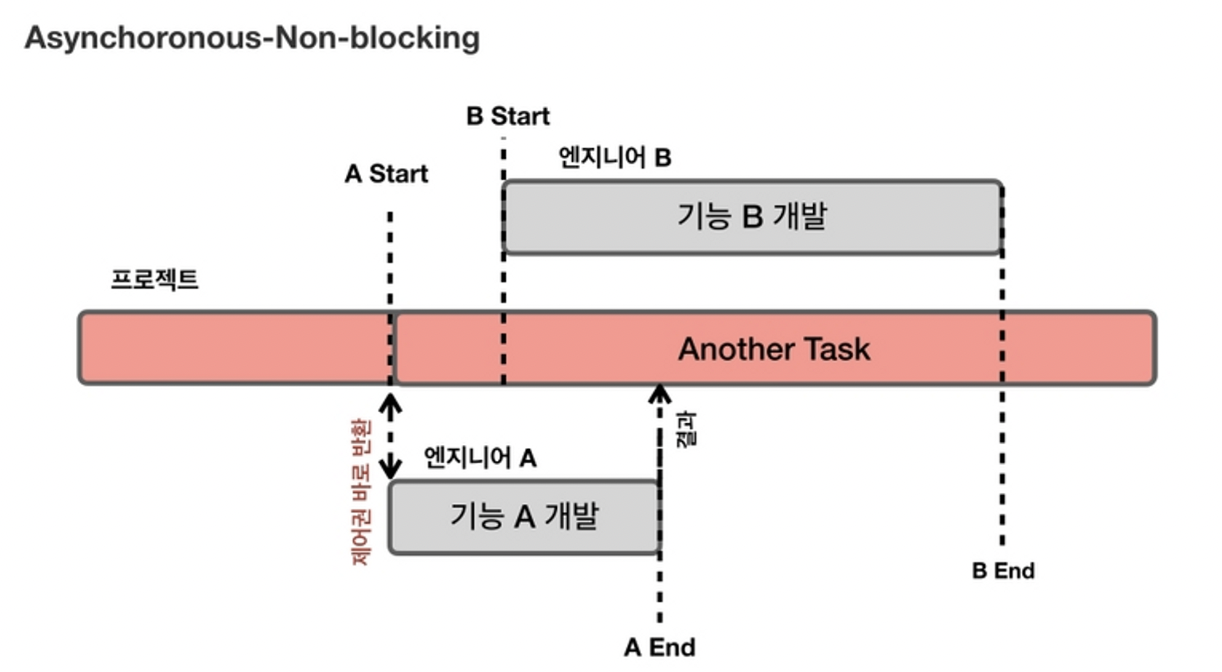 Asynchoronous-Non-blocking
B Start
엔지니어 B
A Start
기능 B 개발
프로젝트
Another Task
제어권 바로 반환
결과
엔지니어 A
기능 A 개발
B End
A End